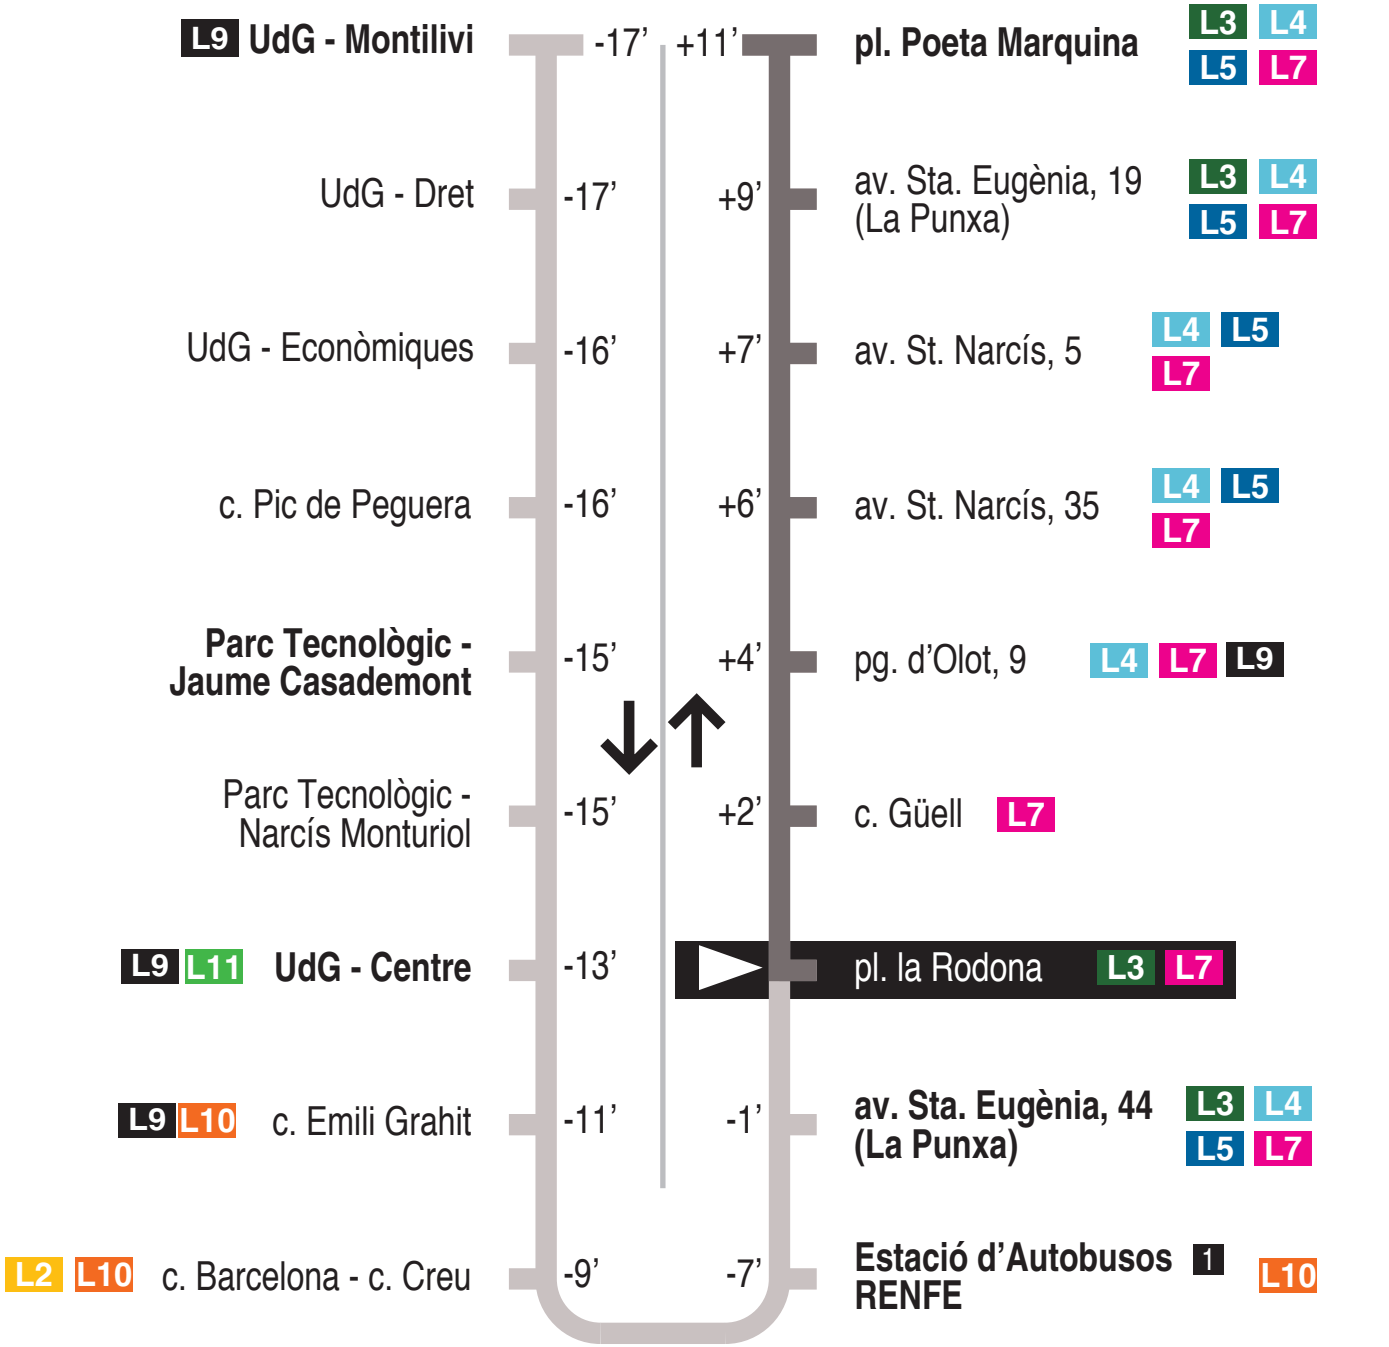 L9 UdG - Montilivi -17’
UdG - Dret -17’
UdG - Econòmiques -16’
c. Pic de Peguera -16’
Parc Tecnològic -
Jaume Casademont -15’
Parc Tecnològic -
Narcís Monturiol -15’
L9 L11 UdG - Centre -13’
L9 L10 c. Emili Grahit -11’
L2 L10 c. Barcelona - c. Creu -9’
+11’ pl. Poeta Marquina L3 L4
L5 L7
+9’ av. Sta. Eugènia, 19 L3 L4
(La Punxa) L5 L7
+7’ av. St. Narcís, 5 L4 L5
L7
+6’ av. St. Narcís, 35 L4 L5
L7
+4’ pg. d’Olot, 9 L4 L7 L9
+2’ c. Güell L7
pl. la Rodona L3 L7
-1’ av. Sta. Eugènia, 44 L3 L4
(La Punxa) L5 L7
-7’ Estació d’Autobusos 1 L10
RENFE